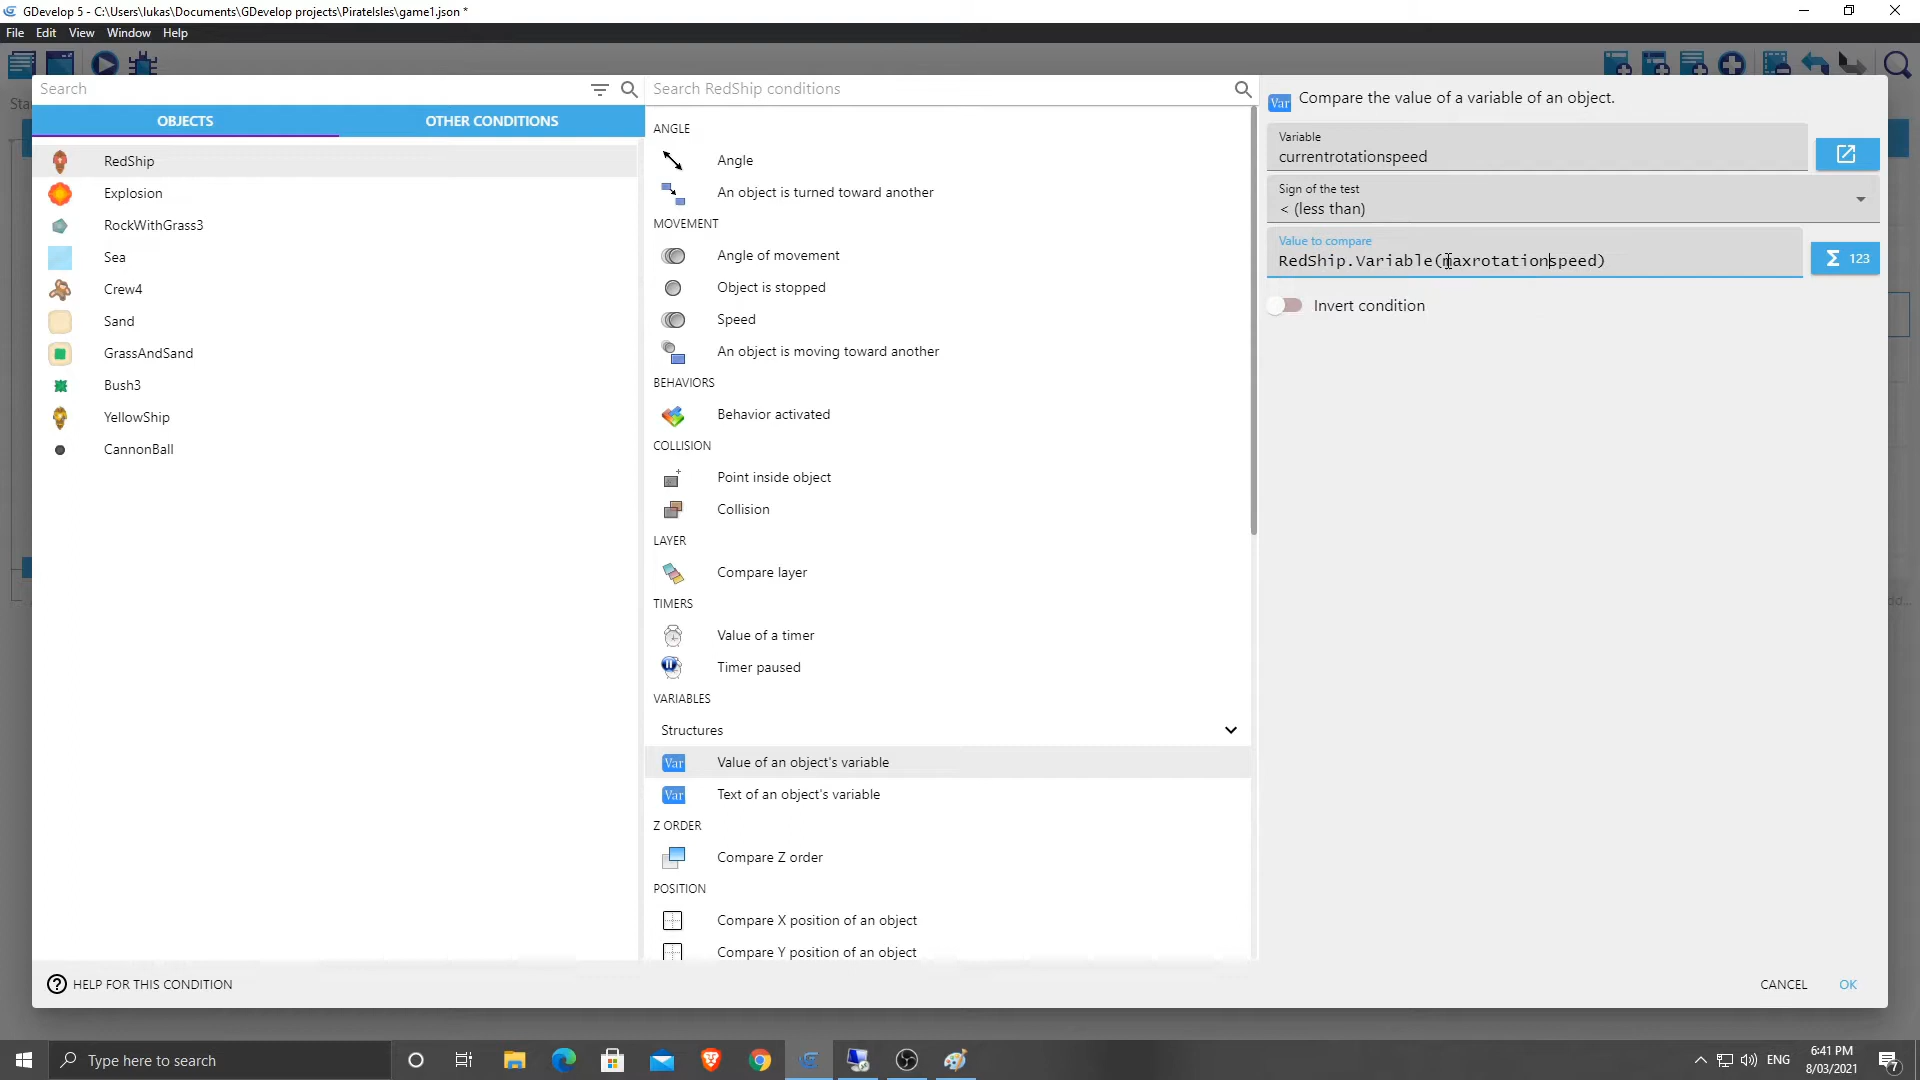 GDevelop 5 - C:\Users\lukas\Documents\GDevelop projects\PirateIsles\game1.json *
File Edit View Window Help
Search
Search RedShip conditions
OBJECTS
OTHER CONDITIONS
RedShip
Explosion
RockWithGrass3
Sea
Crew4
Sand
GrassAndSand
Bush3
YellowShip
CannonBall
ANGLE
Angle
An object is turned toward another
MOVEMENT
Angle of movement
Object is stopped
Speed
An object is moving toward another
BEHAVIORS
Behavior activated
COLLISION
Point inside object
Collision
LAYER
Compare layer
TIMERS
Value of a timer
Timer paused
VARIABLES
Structures
Var Value of an object's variable
Var Text of an object's variable
Z ORDER
Compare Z order
POSITION
Compare X position of an object
Compare Y position of an object
Var Compare the value of a variable of an object.
Variable
currentrotationspeed
Sign of the test
< (less than)
Value to compare
RedShip.Variable(maxrotationspeed)
Σ 123
Invert condition
HELP FOR THIS CONDITION
CANCEL
OK
Type here to search
ENG
6:41 PM
8/03/2021
7